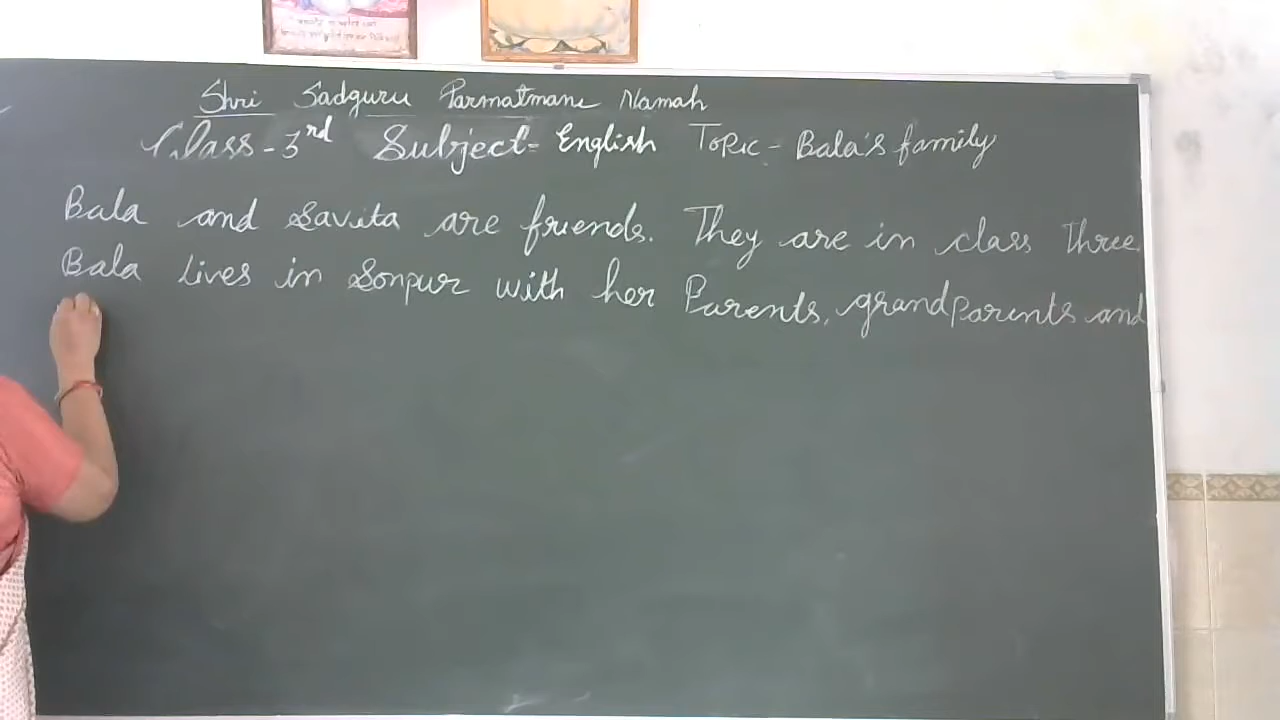 Shri Sadguru Parmatmane Namah
Class - 3rd Subject - English Topic - Bala's family
Bala and Savita are friends. They are in class three.
Bala lives in Sonpur with her Parents, grandparents and